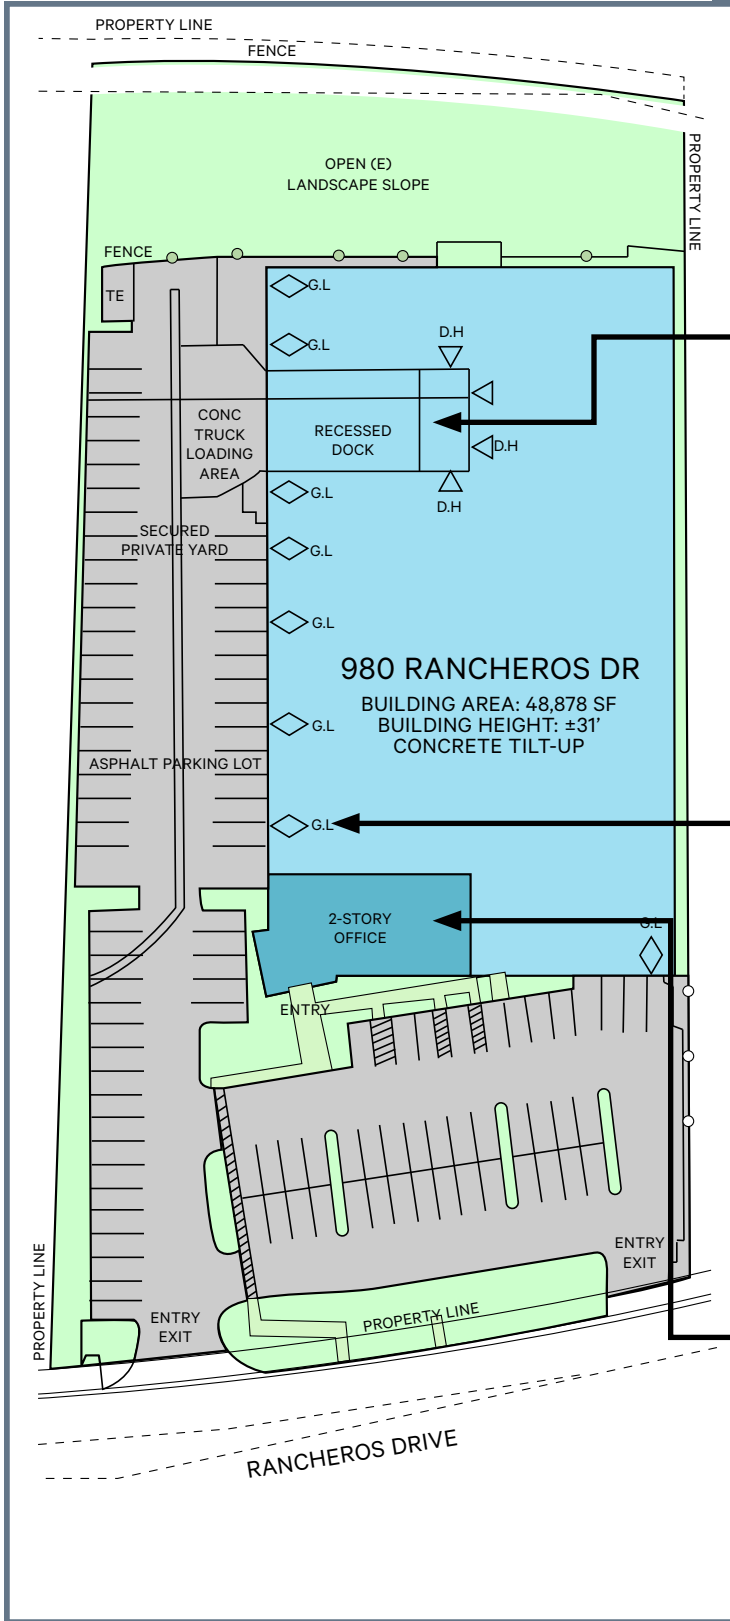 PROPERTY LINE
FENCE
OPEN (E)
LANDSCAPE SLOPE
PROPERTY LINE
FENCE
TE
G.L
G.L
D.H
CONC
TRUCK
LOADING
AREA
RECESSED
DOCK
D.H
D.H
G.L
SECURED
PRIVATE YARD
G.L
G.L
980 RANCHEROS DR
BUILDING AREA: 48,878 SF
BUILDING HEIGHT: ±31’
CONCRETE TILT-UP
G.L
ASPHALT PARKING LOT
G.L
2-STORY
OFFICE
G.L
ENTRY
ENTRY
EXIT
PROPERTY LINE
ENTRY
EXIT
PROPERTY LINE
RANCHEROS DRIVE